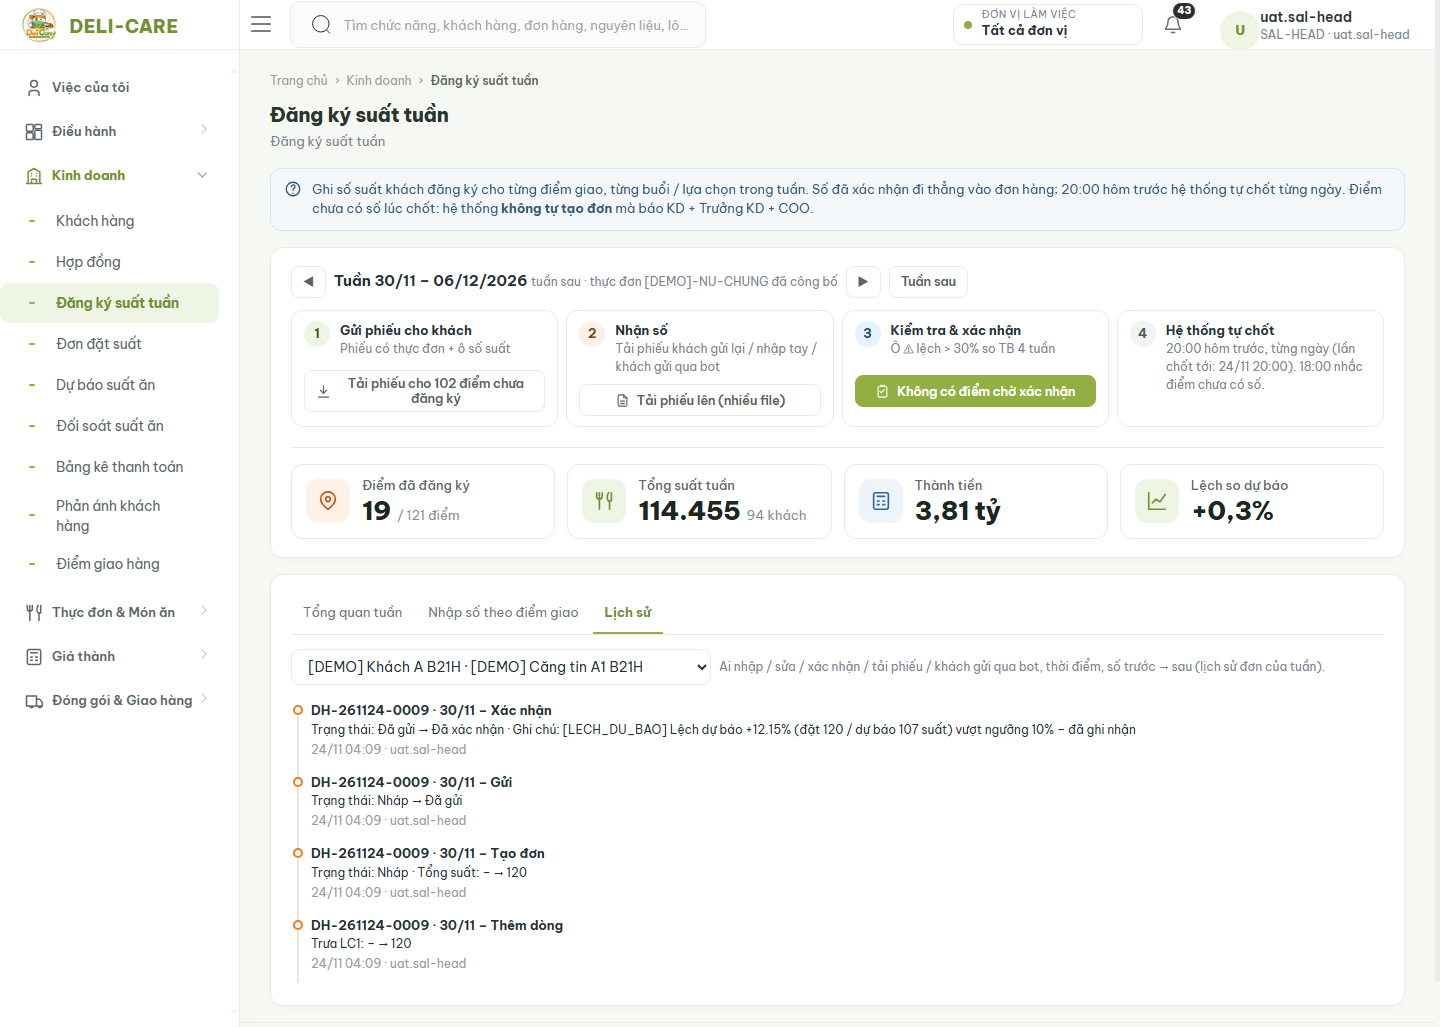 DELI-CARE
Tìm chức năng, khách hàng, đơn hàng, nguyên liệu, lô...
ĐƠN VỊ LÀM VIỆC
Tất cả đơn vị
43
U
uat.sal-head
SAL-HEAD · uat.sal-head
Việc của tôi
Điều hành
Kinh doanh
Khách hàng
Hợp đồng
Đăng ký suất tuần
Đơn đặt suất
Dự báo suất ăn
Đối soát suất ăn
Bảng kê thanh toán
Phản ánh khách
hàng
Điểm giao hàng
Thực đơn & Món ăn
Giá thành
Đóng gói & Giao hàng
Trang chủ › Kinh doanh › Đăng ký suất tuần
Đăng ký suất tuần
Đăng ký suất tuần
Ghi số suất khách đăng ký cho từng điểm giao, từng buổi / lựa chọn trong tuần. Số đã xác nhận đi thẳng vào đơn hàng; 20:00 hôm trước hệ thống tự chốt từng ngày. Điểm
chưa có số lúc chốt: hệ thống không tự tạo đơn mà báo KD + Trưởng KD + COO.
◀ Tuần 30/11 – 06/12/2026 tuần sau · thực đơn [DEMO]-NU-CHUNG đã công bố ▶ Tuần sau
1 Gửi phiếu cho khách
Phiếu có thực đơn + ô số suất
Tải phiếu cho 102 điểm chưa
đăng ký
2 Nhận số
Tải phiếu khách gửi lại / nhập tay /
khách gửi qua bot
Tải phiếu lên (nhiều file)
3 Kiểm tra & xác nhận
Ô ⚠ lệch > 30% so TB 4 tuần
Không có điểm chờ xác nhận
4 Hệ thống tự chốt
20:00 hôm trước, từng ngày (lần
chốt tới: 24/11 20:00). 18:00 nhắc
điểm chưa có số.
Điểm đã đăng ký
19 / 121 điểm
Tổng suất tuần
114.455 94 khách
Thành tiền
3,81 tỷ
Lệch so dự báo
+0,3%
Tổng quan tuần
Nhập số theo điểm giao
Lịch sử
[DEMO] Khách A B21H · [DEMO] Căng tin A1 B21H
Ai nhập / sửa / xác nhận / tải phiếu / khách gửi qua bot, thời điểm, số trước → sau (lịch sử đơn của tuần).
DH-261124-0009 · 30/11 – Xác nhận
Trạng thái: Đã gửi → Đã xác nhận · Ghi chú: [LECH_DU_BAO] Lệch dự báo +12.15% (đặt 120 / dự báo 107 suất) vượt ngưỡng 10% – đã ghi nhận
24/11 04:09 · uat.sal-head
DH-261124-0009 · 30/11 – Gửi
Trạng thái: Nháp → Đã gửi
24/11 04:09 · uat.sal-head
DH-261124-0009 · 30/11 – Tạo đơn
Trạng thái: Nháp · Tổng suất: – → 120
24/11 04:09 · uat.sal-head
DH-261124-0009 · 30/11 – Thêm dòng
Trưa LC1: – → 120
24/11 04:09 · uat.sal-head